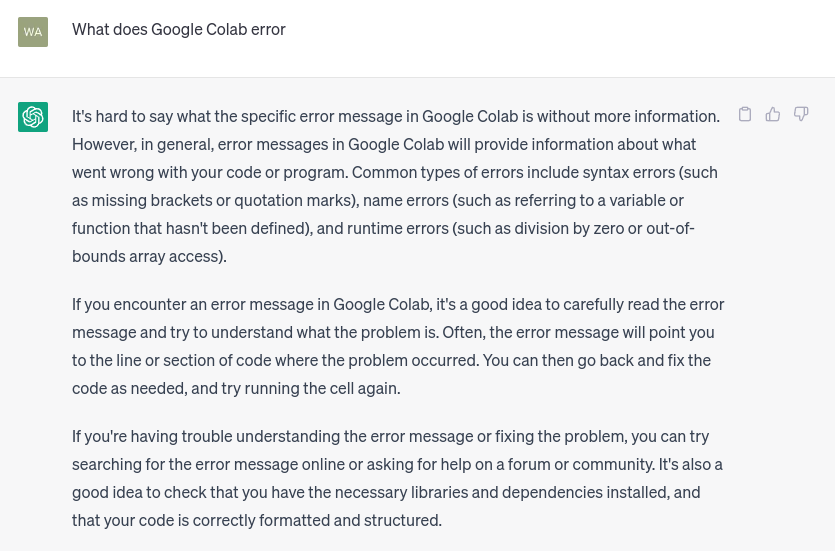 WA
What does Google Colab error
It's hard to say what the specific error message in Google Colab is without more information.
However, in general, error messages in Google Colab will provide information about what
went wrong with your code or program. Common types of errors include syntax errors (such
as missing brackets or quotation marks), name errors (such as referring to a variable or
function that hasn't been defined), and runtime errors (such as division by zero or out-of-
bounds array access).
If you encounter an error message in Google Colab, it's a good idea to carefully read the error
message and try to understand what the problem is. Often, the error message will point you
to the line or section of code where the problem occurred. You can then go back and fix the
code as needed, and try running the cell again.
If you're having trouble understanding the error message or fixing the problem, you can try
searching for the error message online or asking for help on a forum or community. It's also a
good idea to check that you have the necessary libraries and dependencies installed, and
that your code is correctly formatted and structured.